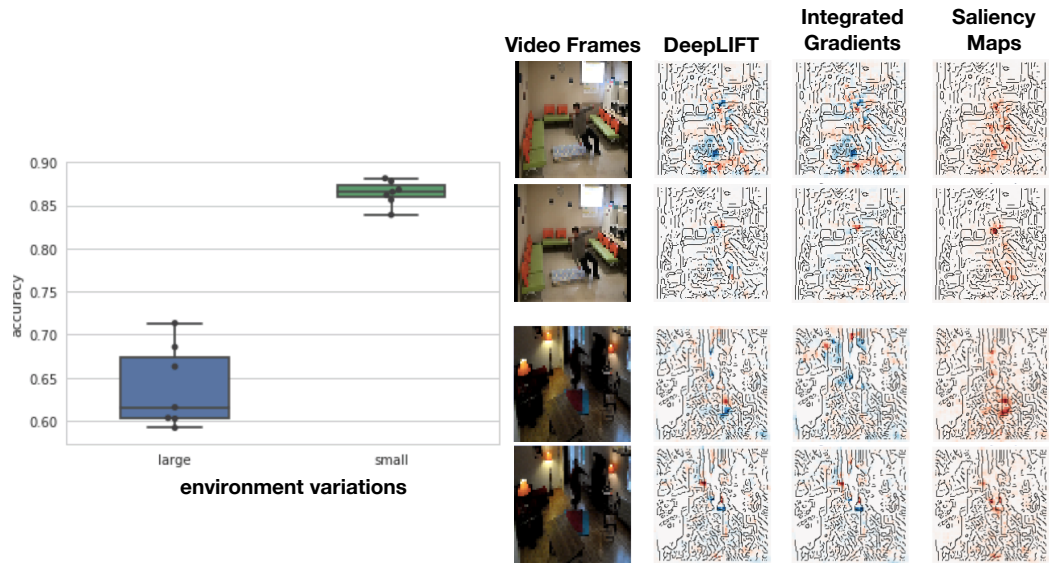 Video Frames
DeepLIFT
Integrated
Gradients
Saliency
Maps
0.90
0.85
0.80
0.75
0.70
0.65
0.60
accuracy
large
small
environment variations